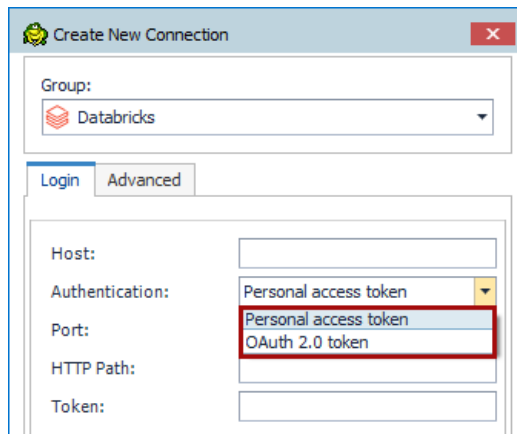 Create New Connection
Group:
Databricks
Login Advanced
Host:
Authentication: Personal access token
Personal access token
Port:
OAuth 2.0 token
HTTP Path:
Token: